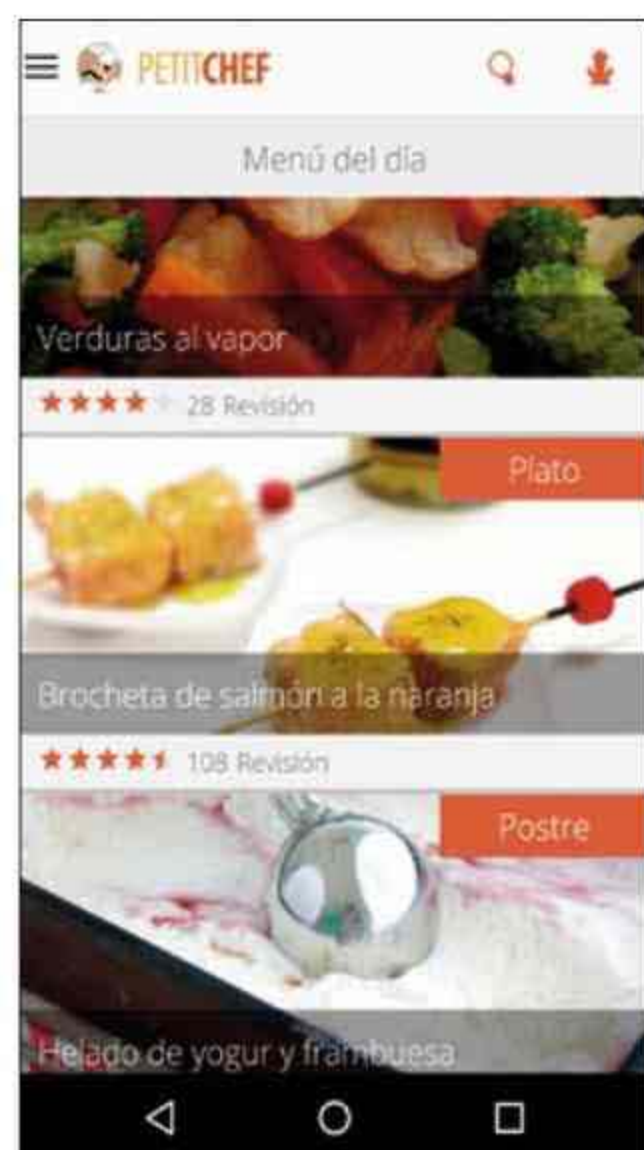 PETITCHEF
Menú del día
Verduras al vapor
28 Revisión
Plato
Brocheta de salmón a la naranja
108 Revisión
Postre
Helado de yogur y frambuesa